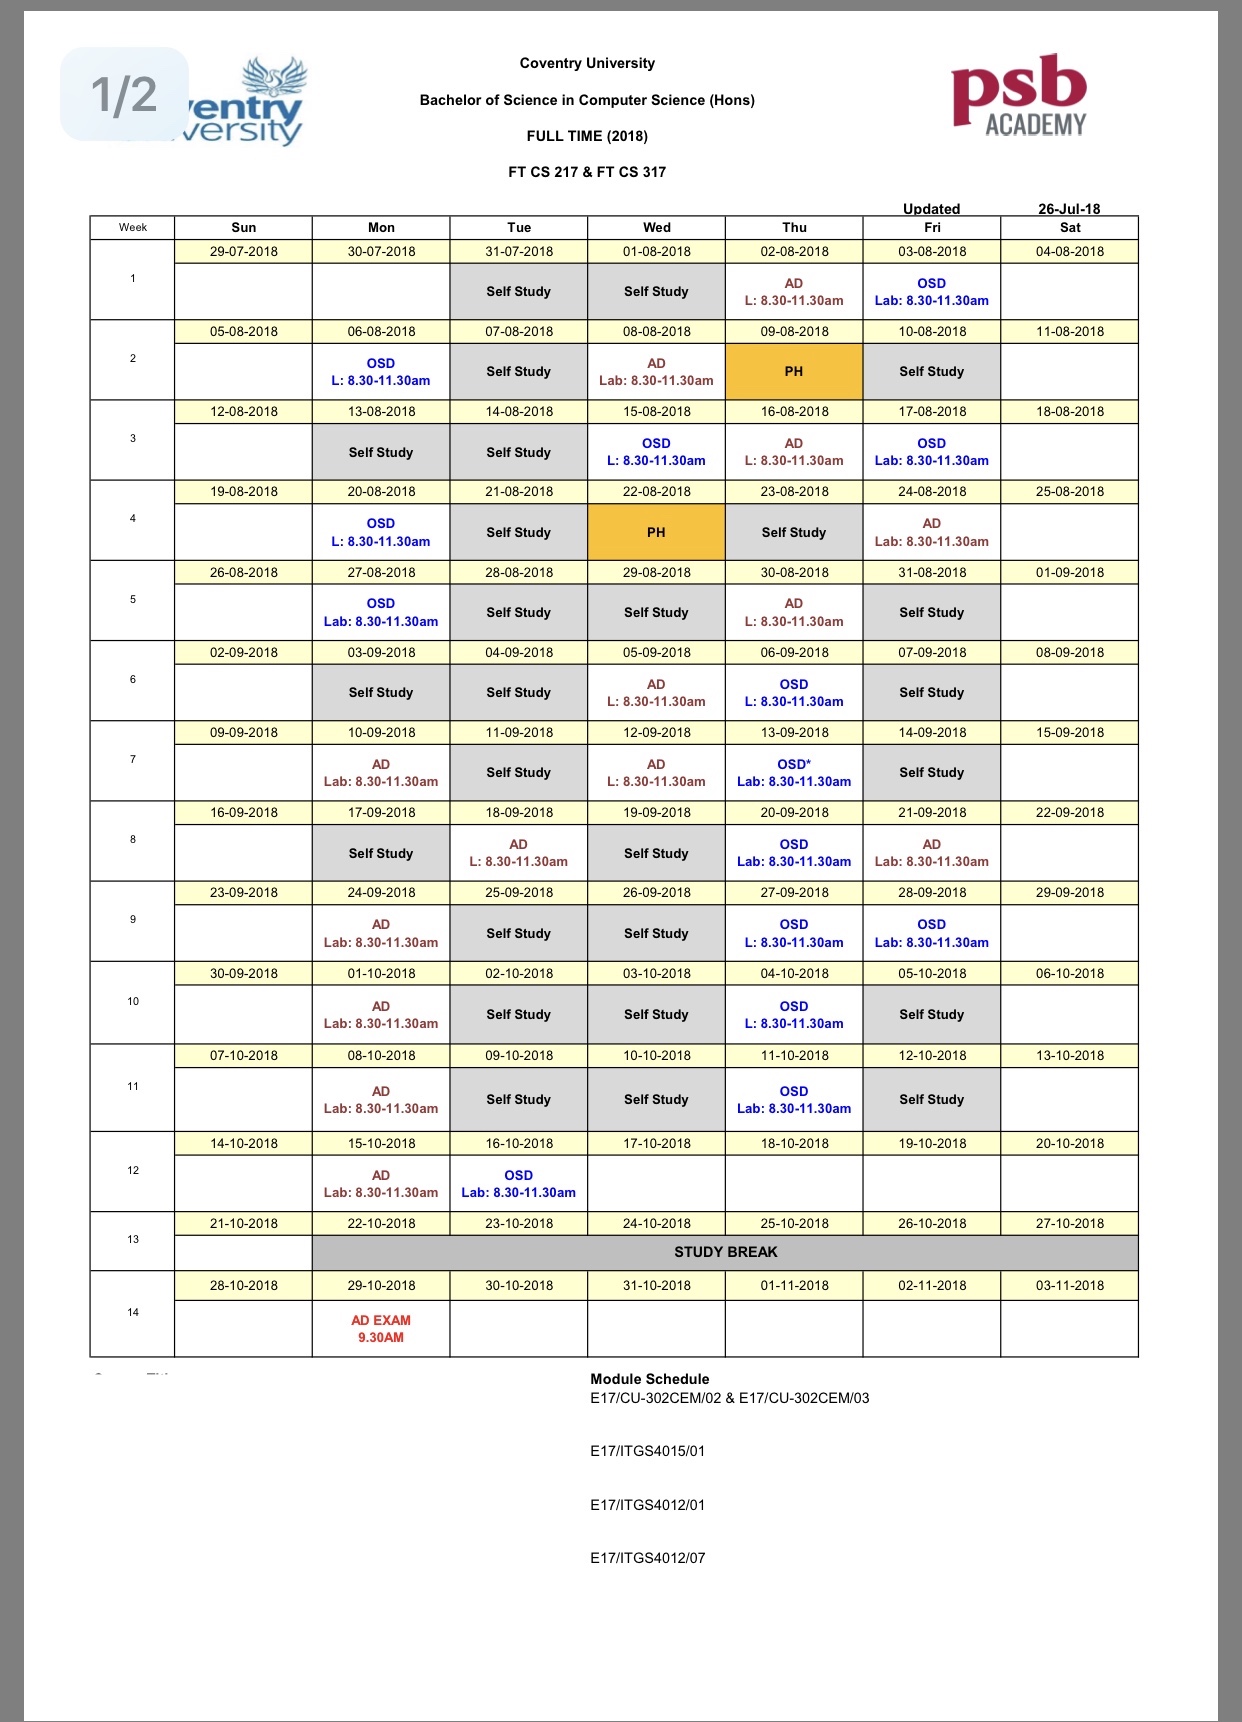 1/2
ventry
versity
Coventry University
Bachelor of Science in Computer Science (Hons)
FULL TIME (2018)
FT CS 217 & FT CS 317
psb
ACADEMY
Updated 26-Jul-18
Week Sun Mon Tue Wed Thu Fri Sat
29-07-2018 30-07-2018 31-07-2018 01-08-2018 02-08-2018 03-08-2018 04-08-2018
1 Self Study Self Study AD OSD
L: 8.30-11.30am Lab: 8.30-11.30am
05-08-2018 06-08-2018 07-08-2018 08-08-2018 09-08-2018 10-08-2018 11-08-2018
2 OSD Self Study AD PH Self Study
L: 8.30-11.30am Lab: 8.30-11.30am
12-08-2018 13-08-2018 14-08-2018 15-08-2018 16-08-2018 17-08-2018 18-08-2018
3 Self Study Self Study OSD AD OSD
L: 8.30-11.30am L: 8.30-11.30am Lab: 8.30-11.30am
19-08-2018 20-08-2018 21-08-2018 22-08-2018 23-08-2018 24-08-2018 25-08-2018
4 OSD Self Study PH Self Study AD
L: 8.30-11.30am Lab: 8.30-11.30am
26-08-2018 27-08-2018 28-08-2018 29-08-2018 30-08-2018 31-08-2018 01-09-2018
5 OSD Self Study Self Study AD Self Study
Lab: 8.30-11.30am L: 8.30-11.30am
02-09-2018 03-09-2018 04-09-2018 05-09-2018 06-09-2018 07-09-2018 08-09-2018
6 Self Study Self Study AD OSD Self Study
L: 8.30-11.30am L: 8.30-11.30am
09-09-2018 10-09-2018 11-09-2018 12-09-2018 13-09-2018 14-09-2018 15-09-2018
7 AD Self Study AD OSD* Self Study
Lab: 8.30-11.30am L: 8.30-11.30am Lab: 8.30-11.30am
16-09-2018 17-09-2018 18-09-2018 19-09-2018 20-09-2018 21-09-2018 22-09-2018
8 Self Study AD Self Study OSD AD
L: 8.30-11.30am Lab: 8.30-11.30am Lab: 8.30-11.30am
23-09-2018 24-09-2018 25-09-2018 26-09-2018 27-09-2018 28-09-2018 29-09-2018
9 AD Self Study Self Study OSD OSD
Lab: 8.30-11.30am L: 8.30-11.30am Lab: 8.30-11.30am
30-09-2018 01-10-2018 02-10-2018 03-10-2018 04-10-2018 05-10-2018 06-10-2018
10 AD Self Study Self Study OSD Self Study
Lab: 8.30-11.30am L: 8.30-11.30am
07-10-2018 08-10-2018 09-10-2018 10-10-2018 11-10-2018 12-10-2018 13-10-2018
11 AD Self Study Self Study OSD Self Study
Lab: 8.30-11.30am Lab: 8.30-11.30am
14-10-2018 15-10-2018 16-10-2018 17-10-2018 18-10-2018 19-10-2018 20-10-2018
12 AD OSD
Lab: 8.30-11.30am Lab: 8.30-11.30am
21-10-2018 22-10-2018 23-10-2018 24-10-2018 25-10-2018 26-10-2018 27-10-2018
13 STUDY BREAK
28-10-2018 29-10-2018 30-10-2018 31-10-2018 01-11-2018 02-11-2018 03-11-2018
14 AD EXAM
9.30AM
Module Schedule
E17/CU-302CEM/02 & E17/CU-302CEM/03
E17/ITGS4015/01
E17/ITGS4012/01
E17/ITGS4012/07